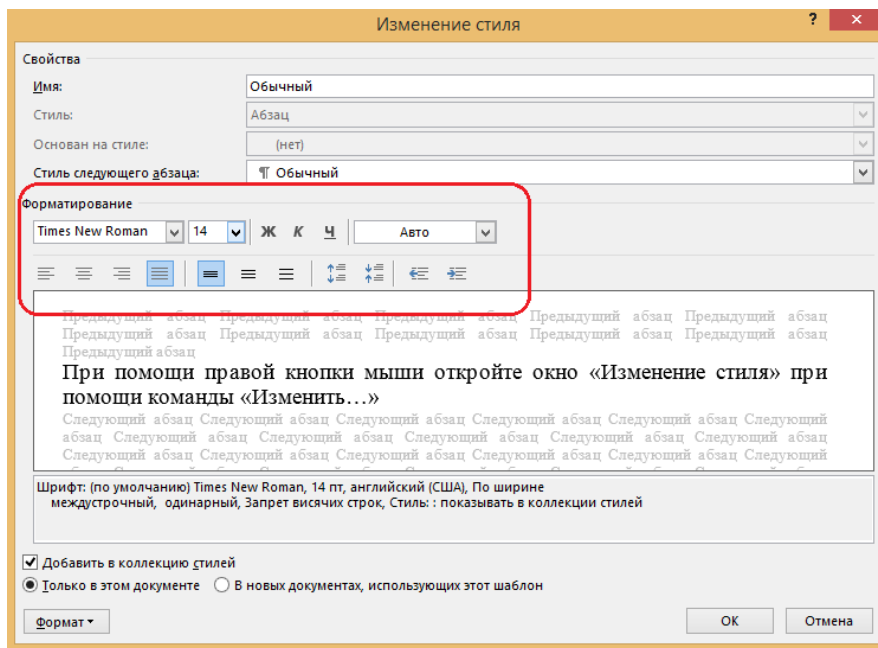 Изменение стиля
?
Свойства
Имя: Обычный
Стиль: Абзац
Основан на стиле: (нет)
Стиль следующего абзаца: ¶ Обычный
Форматирование
Times New Roman 14 Ж К Ч Авто
Предыдущий абзац Предыдущий абзац Предыдущий абзац Предыдущий абзац Предыдущий абзац
Предыдущий абзац Предыдущий абзац Предыдущий абзац Предыдущий абзац Предыдущий абзац
Предыдущий абзац
При помощи правой кнопки мыши откройте окно «Изменение стиля» при
помощи команды «Изменить…»
Следующий абзац Следующий абзац Следующий абзац Следующий абзац Следующий абзац Следующий
абзац Следующий абзац Следующий абзац Следующий абзац Следующий абзац Следующий абзац
Следующий абзац Следующий абзац Следующий абзац Следующий абзац Следующий абзац Следующий
Шрифт: (по умолчанию) Times New Roman, 14 пт, английский (США), По ширине
междустрочный, одинарный, Запрет висячих строк, Стиль: : показывать в коллекции стилей
Добавить в коллекцию стилей
Только в этом документе В новых документах, использующих этот шаблон
Формат ОК Отмена